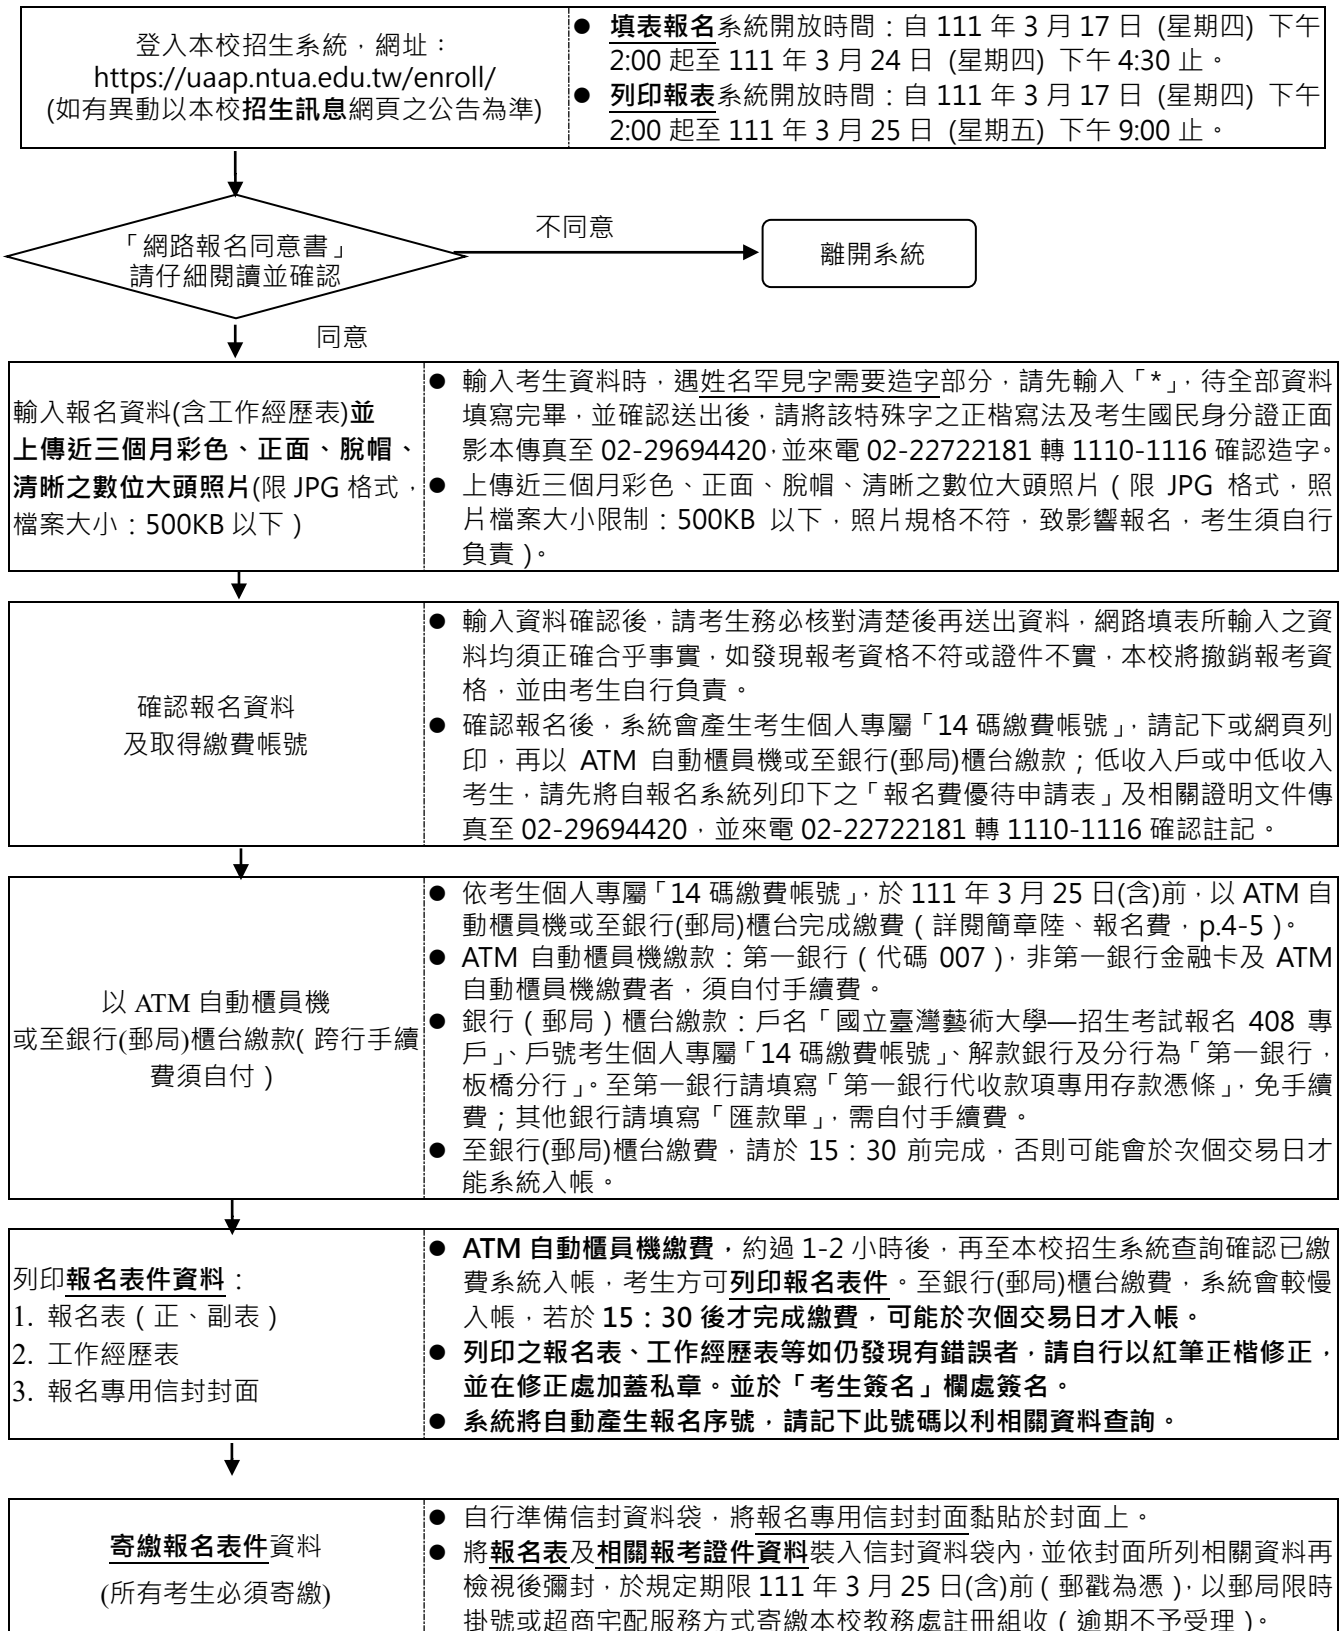 登入本校招生系統，網址：
https://uaap.ntua.edu.tw/enroll/
(如有異動以本校招生訊息網頁之公告為準)
● 填表報名系統開放時間：自 111 年 3 月 17 日 (星期四) 下午
2:00 起至 111 年 3 月 24 日 (星期四) 下午 4:30 止。
● 列印報表系統開放時間：自 111 年 3 月 17 日 (星期四) 下午
2:00 起至 111 年 3 月 25 日 (星期五) 下午 9:00 止。
「網路報名同意書」
請仔細閱讀並確認
不同意
離開系統
同意
輸入報名資料(含工作經歷表)並
上傳近三個月彩色、正面、脫帽、
清晰之數位大頭照片(限 JPG 格式，
檔案大小：500KB 以下）
● 輸入考生資料時，遇姓名罕見字需要造字部分，請先輸入「*」，待全部資料
填寫完畢，並確認送出後，請將該特殊字之正楷寫法及考生國民身分證正面
影本傳真至 02-29694420，並來電 02-22722181 轉 1110-1116 確認造字。
● 上傳近三個月彩色、正面、脫帽、清晰之數位大頭照片（限 JPG 格式，照
片檔案大小限制：500KB 以下，照片規格不符，致影響報名，考生須自行
負責）。
確認報名資料
及取得繳費帳號
● 輸入資料確認後，請考生務必核對清楚後再送出資料，網路填表所輸入之資
料均須正確合乎事實，如發現報考資格不符或證件不實，本校將撤銷報考資
格，並由考生自行負責。
● 確認報名後，系統會產生考生個人專屬「14 碼繳費帳號」，請記下或網頁列
印，再以 ATM 自動櫃員機或至銀行(郵局)櫃台繳款；低收入戶或中低收入
考生，請先將自報名系統列印下之「報名費優待申請表」及相關證明文件傳
真至 02-29694420，並來電 02-22722181 轉 1110-1116 確認註記。
以 ATM 自動櫃員機
或至銀行(郵局)櫃台繳款（跨行手續
費須自付）
● 依考生個人專屬「14 碼繳費帳號」，於 111 年 3 月 25 日(含)前，以 ATM 自
動櫃員機或至銀行(郵局)櫃台完成繳費（詳閱簡章陸、報名費，p.4-5）。
● ATM 自動櫃員機繳款：第一銀行（代碼 007），非第一銀行金融卡及 ATM
自動櫃員機繳費者，須自付手續費。
● 銀行（郵局）櫃台繳款：戶名「國立臺灣藝術大學—招生考試報名 408 專
戶」、戶號考生個人專屬「14 碼繳費帳號」、解款銀行及分行為「第一銀行，
板橋分行」。至第一銀行請填寫「第一銀行代收款項專用存款憑條」，免手續
費；其他銀行請填寫「匯款單」，需自付手續費。
● 至銀行(郵局)櫃台繳費，請於 15：30 前完成，否則可能會於次個交易日才
能系統入帳。
列印報名表件資料：
1. 報名表（正、副表）
2. 工作經歷表
3. 報名專用信封封面
● ATM 自動櫃員機繳費，約過 1-2 小時後，再至本校招生系統查詢確認已繳
費系統入帳，考生方可列印報名表件。至銀行(郵局)櫃台繳費，系統會較慢
入帳，若於 15：30 後才完成繳費，可能於次個交易日才入帳。
● 列印之報名表、工作經歷表等如仍發現有錯誤者，請自行以紅筆正楷修正，
並在修正處加蓋私章。並於「考生簽名」欄處簽名。
● 系統將自動產生報名序號，請記下此號碼以利相關資料查詢。
寄繳報名表件資料
(所有考生必須寄繳)
● 自行準備信封資料袋，將報名專用信封封面黏貼於封面上。
● 將報名表及相關報考證件資料裝入信封資料袋內，並依封面所列相關資料再
檢視後彌封，於規定期限 111 年 3 月 25 日(含)前（郵戳為憑），以郵局限時
掛號或超商宅配服務方式寄繳本校教務處註冊組收（逾期不予受理）。